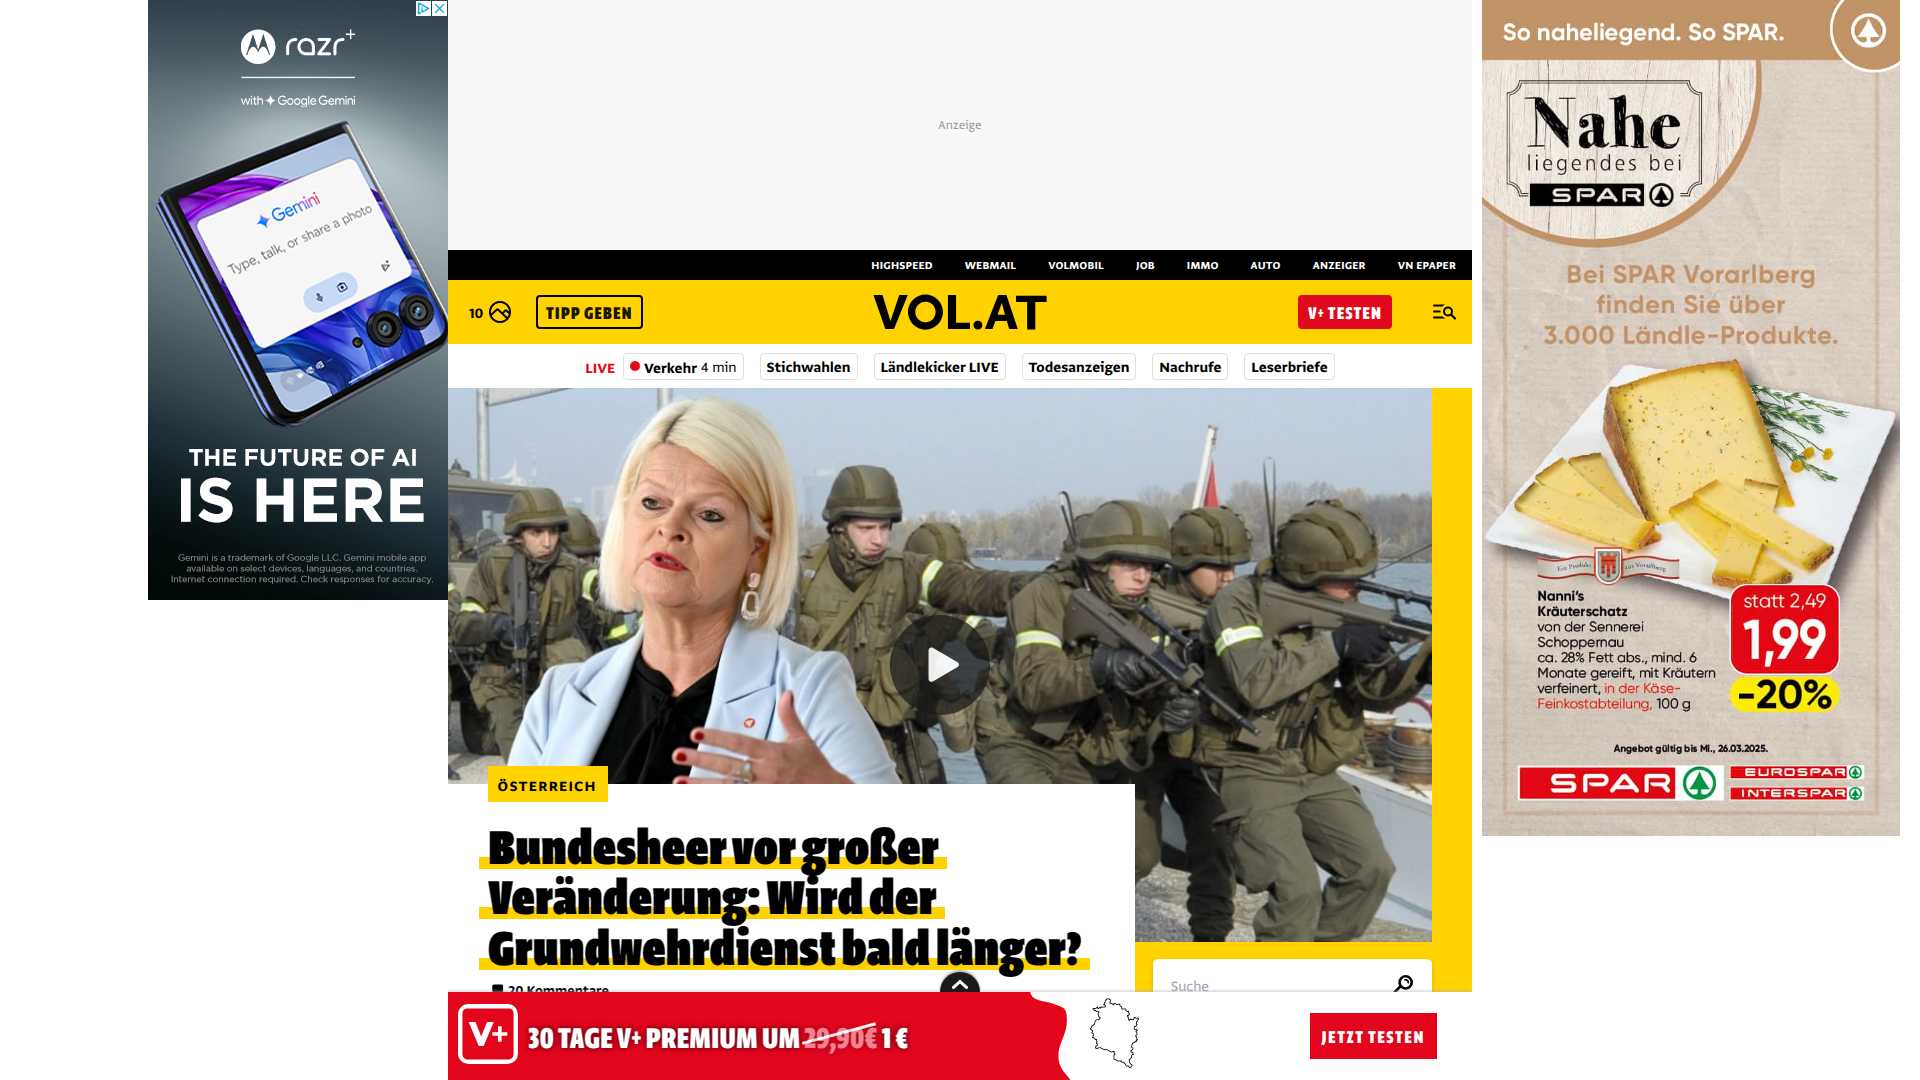 razr+
with Google Gemini
Gemini
Type, talk, or share a photo
THE FUTURE OF AI
IS HERE
Gemini is a trademark of Google LLC. Gemini mobile app
available on select devices, languages, and countries.
Internet connection required. Check responses for accuracy.
Anzeige
HIGHSPEED WEBMAIL VOLMOBIL JOB IMMO AUTO ANZEIGER VN EPAPER
10 TIPP GEBEN VOL.AT V+ TESTEN
LIVE Verkehr 4 min Stichwahlen Ländlekicker LIVE Todesanzeigen Nachrufe Leserbriefe
ÖSTERREICH
Bundesheer vor großer
Veränderung: Wird der
Grundwehrdienst bald länger?
20 Kommentare
Suche
V+ 30 TAGE V+ PREMIUM UM 29,90€ 1 € JETZT TESTEN
So naheliegend. So SPAR.
Nahe
liegendes bei
SPAR
Bei SPAR Vorarlberg
finden Sie über
3.000 Ländle-Produkte.
Ein Produkt aus Vorarlberg
Nanni's
Kräuterschatz
von der Sennerei
Schoppernau
ca. 28% Fett abs., mind. 6
Monate gereift, mit Kräutern
verfeinert, in der Käse-
Feinkostabteilung, 100 g
statt 2,49
1,99
-20%
Angebot gültig bis Mi., 26.03.2025.
SPAR EUROSPAR
INTERSPAR